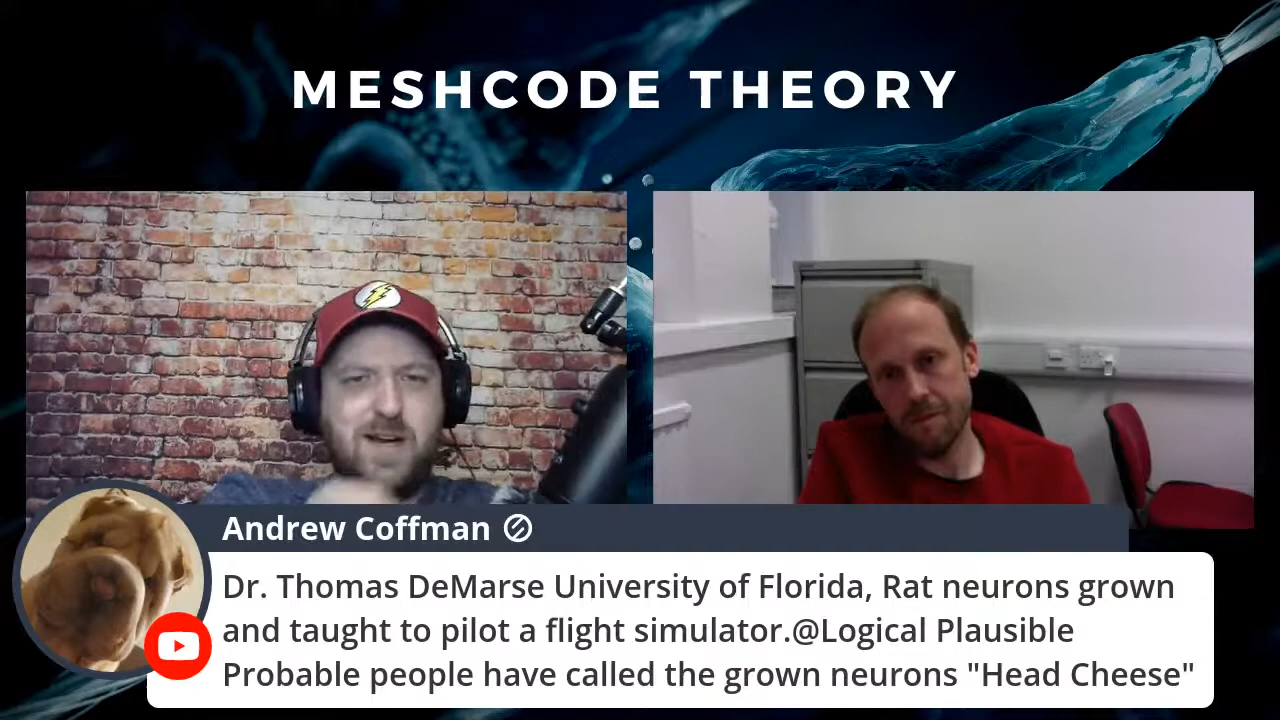 MESHCODE THEORY
Andrew Coffman
Dr. Thomas DeMarse University of Florida, Rat neurons grown
and taught to pilot a flight simulator.@Logical Plausible
Probable people have called the grown neurons "Head Cheese"